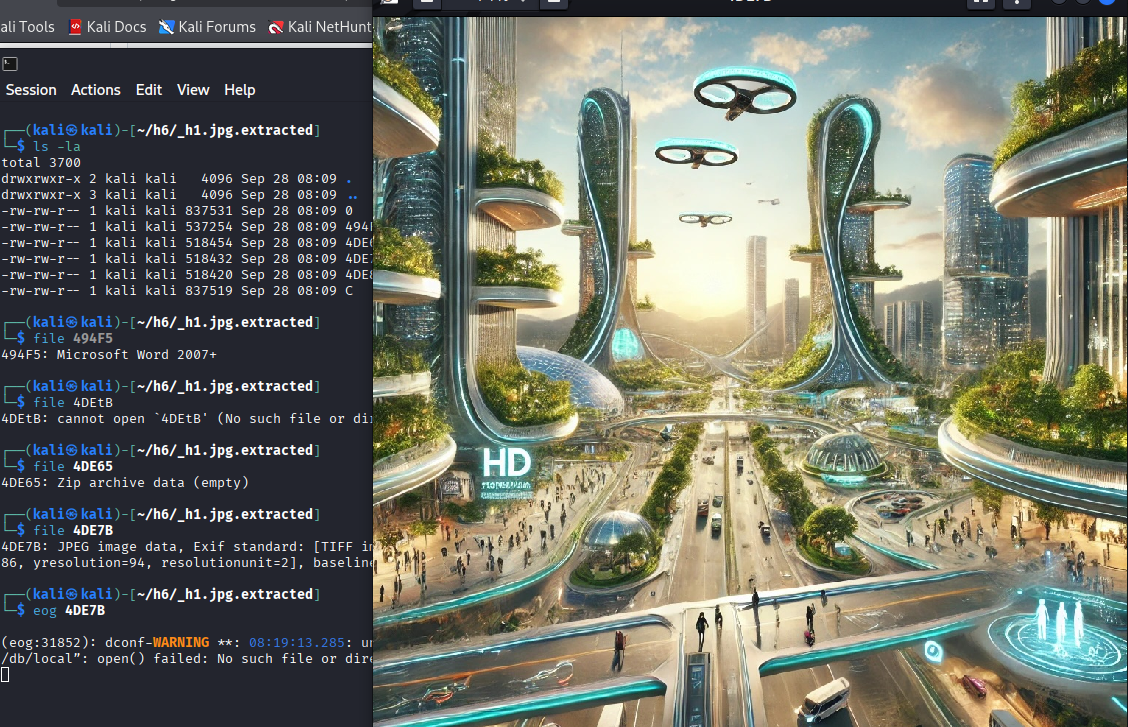 ali Tools Kali Docs Kali Forums Kali NetHunt
Session Actions Edit View Help
┌──(kali㉿kali)-[~/h6/_h1.jpg.extracted]
└─$ ls -la
total 3700
drwxrwxr-x 2 kali kali 4096 Sep 28 08:09 .
drwxrwxr-x 3 kali kali 4096 Sep 28 08:09 ..
-rw-rw-r-- 1 kali kali 837531 Sep 28 08:09 0
-rw-rw-r-- 1 kali kali 537254 Sep 28 08:09 494F
-rw-rw-r-- 1 kali kali 518454 Sep 28 08:09 4DE6
-rw-rw-r-- 1 kali kali 518432 Sep 28 08:09 4DE7
-rw-rw-r-- 1 kali kali 518420 Sep 28 08:09 4DE8
-rw-rw-r-- 1 kali kali 837519 Sep 28 08:09 C
┌──(kali㉿kali)-[~/h6/_h1.jpg.extracted]
└─$ file 494F5
494F5: Microsoft Word 2007+
┌──(kali㉿kali)-[~/h6/_h1.jpg.extracted]
└─$ file 4DEtB
4DEtB: cannot open `4DEtB' (No such file or di
┌──(kali㉿kali)-[~/h6/_h1.jpg.extracted]
└─$ file 4DE65
4DE65: Zip archive data (empty)
┌──(kali㉿kali)-[~/h6/_h1.jpg.extracted]
└─$ file 4DE7B
4DE7B: JPEG image data, Exif standard: [TIFF i
86, yresolution=94, resolutionunit=2], baseline
┌──(kali㉿kali)-[~/h6/_h1.jpg.extracted]
└─$ eog 4DE7B
(eog:31852): dconf-WARNING **: 08:19:13.285: u
/db/local”: open() failed: No such file or dire
HD